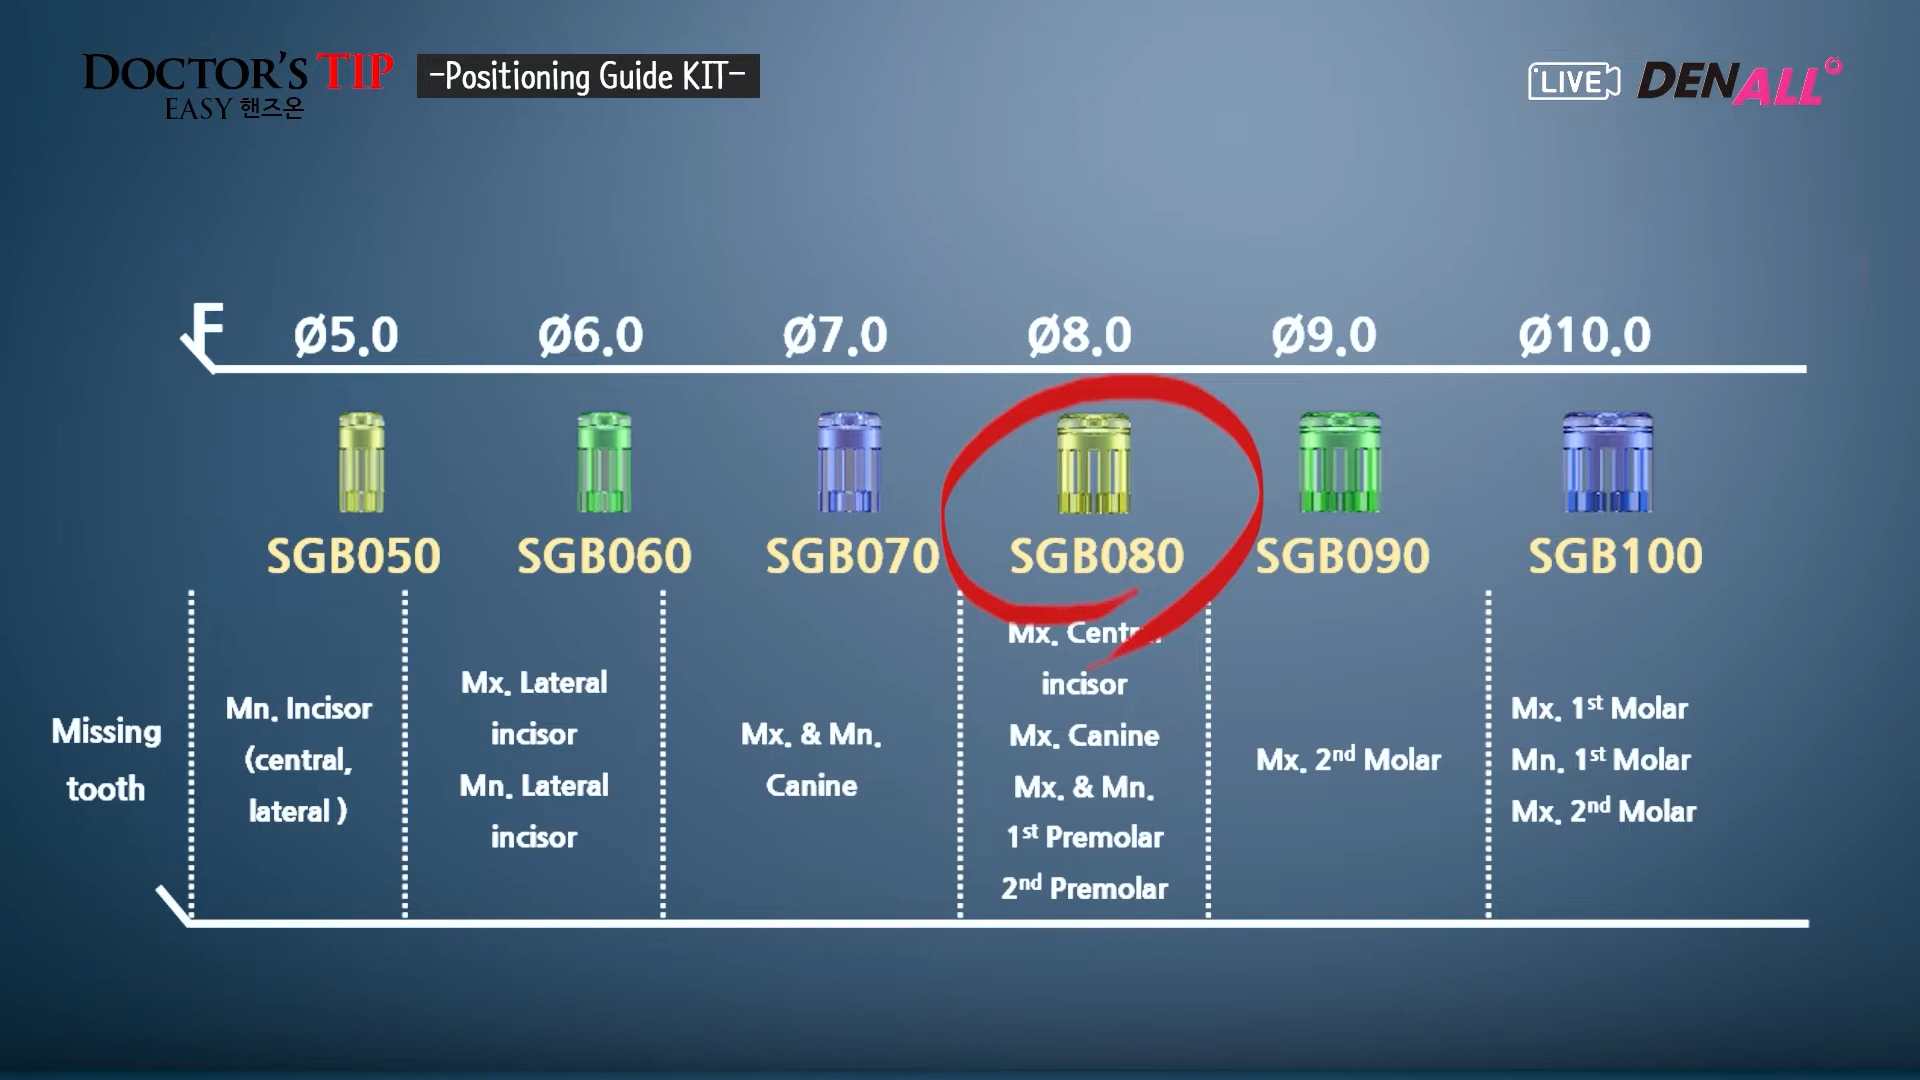 DOCTOR'S TIP
EASY 핸즈온
-Positioning Guide KIT-
LIVE
DENALL
F Ø5.0 Ø6.0 Ø7.0 Ø8.0 Ø9.0 Ø10.0
SGB050 SGB060 SGB070 SGB080 SGB090 SGB100
Missing
tooth
Mn. Incisor
(central,
lateral )
Mx. Lateral
incisor
Mn. Lateral
incisor
Mx. & Mn.
Canine
Mx. Central
incisor
Mx. Canine
Mx. & Mn.
1st Premolar
2nd Premolar
Mx. 2nd Molar
Mx. 1st Molar
Mn. 1st Molar
Mx. 2nd Molar